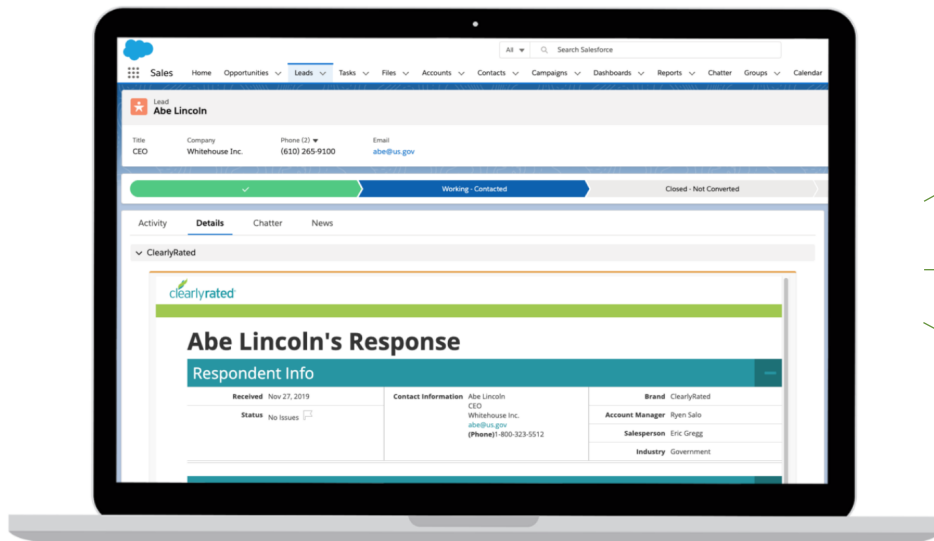 All
Search Salesforce
Sales Home Opportunities Leads Tasks Files Accounts Contacts Campaigns Dashboards Reports Chatter Groups Calendar
Lead
Abe Lincoln
Title Company Phone (2) Email
CEO Whitehouse Inc. (610) 265-9100 abe@us.gov
Working - Contacted Closed - Not Converted
Activity Details Chatter News
ClearlyRated
clearlyrated
Abe Lincoln's Response
Respondent Info
Received Nov 27, 2019
Status No Issues
Contact Information Abe Lincoln
CEO
Whitehouse Inc.
abe@us.gov
(Phone)1-800-323-5512
Brand ClearlyRated
Account Manager Ryen Salo
Salesperson Eric Gregg
Industry Government